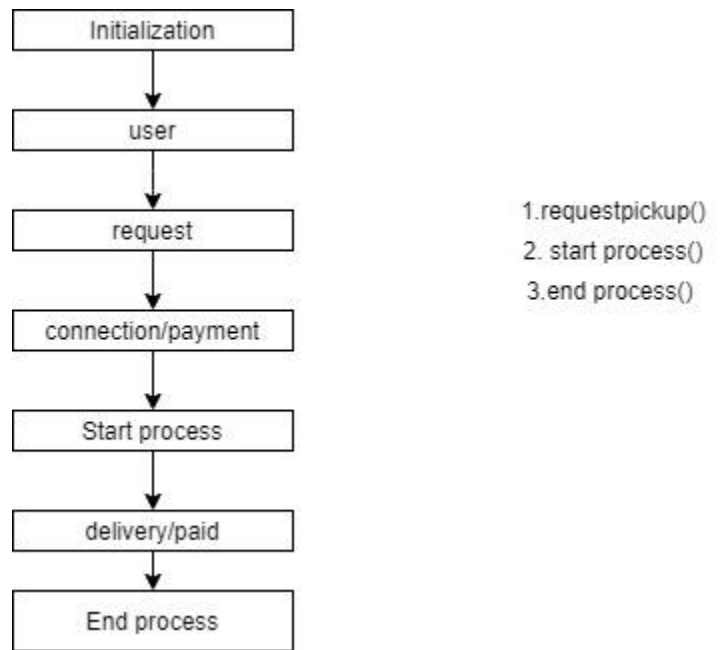 Initialization
user
request
connection/payment
Start process
delivery/paid
End process
1.requestpickup()
2. start process()
3.end process()